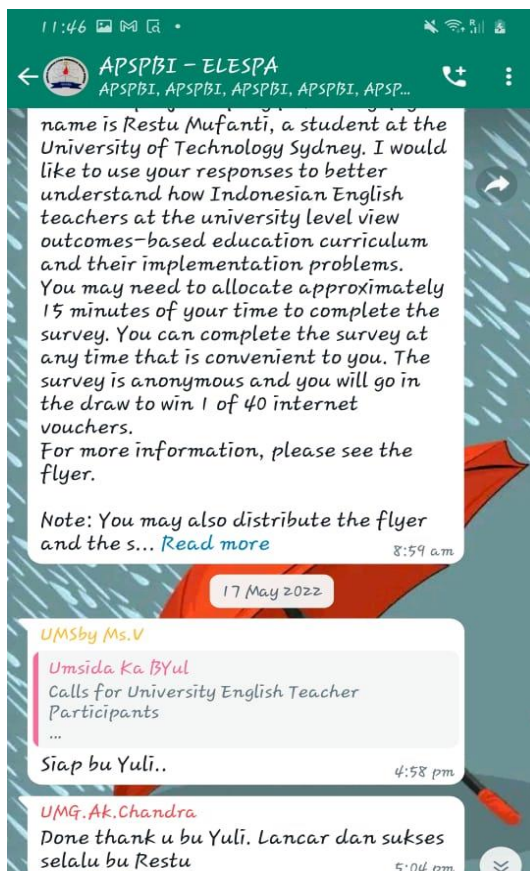 11:46
APSPBI - ELESPA
APSPBI, APSPBI, APSPBI, APSPBI, APSP...
name is Restu Mufanti, a student at the
University of Technology Sydney. I would
like to use your responses to better
understand how Indonesian English
teachers at the university level view
outcomes-based education curriculum
and their implementation problems.
You may need to allocate approximately
15 minutes of your time to complete the
survey. You can complete the survey at
any time that is convenient to you. The
survey is anonymous and you will go in
the draw to win 1 of 40 internet
vouchers.
For more information, please see the
flyer.
Note: You may also distribute the flyer
and the s... Read more
8:59 am
17 May 2022
UMSby Ms.V
Umsida Ka BYul
Calls for University English Teacher
Participants
...
Siap bu Yuli..
4:58 pm
UMG.Ak.Chandra
Done thank u bu Yuli. Lancar dan sukses
selalu bu Restu
5:04 pm